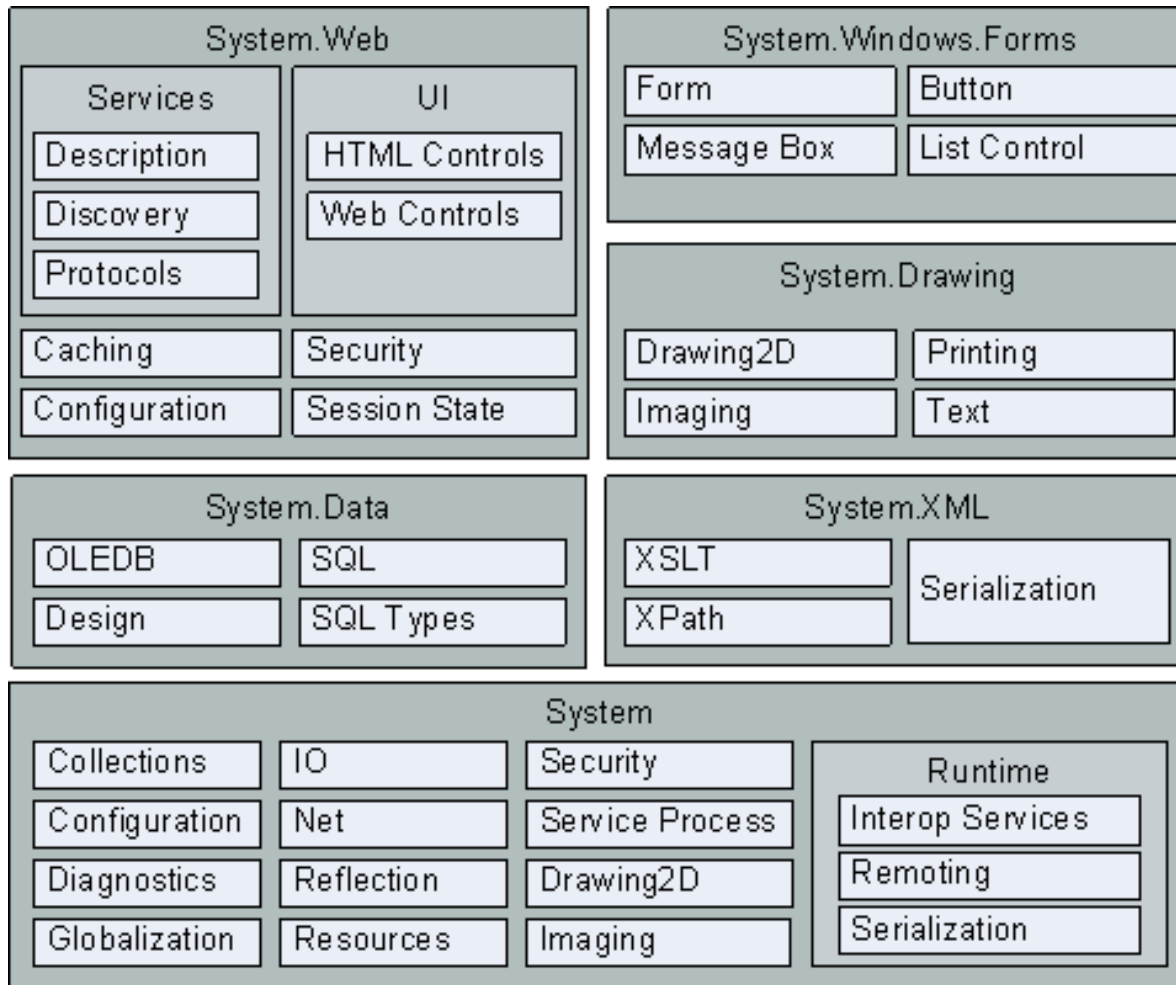 System.Web
Services
Description
Discovery
Protocols
UI
HTML Controls
Web Controls
Caching
Security
Configuration
Session State
System.Windows.Forms
Form
Button
Message Box
List Control
System.Drawing
Drawing2D
Printing
Imaging
Text
System.Data
OLEDB
SQL
Design
SQL Types
System.XML
XSLT
XPath
Serialization
System
Collections
IO
Security
Configuration
Net
Service Process
Diagnostics
Reflection
Drawing2D
Globalization
Resources
Imaging
Runtime
Interop Services
Remoting
Serialization